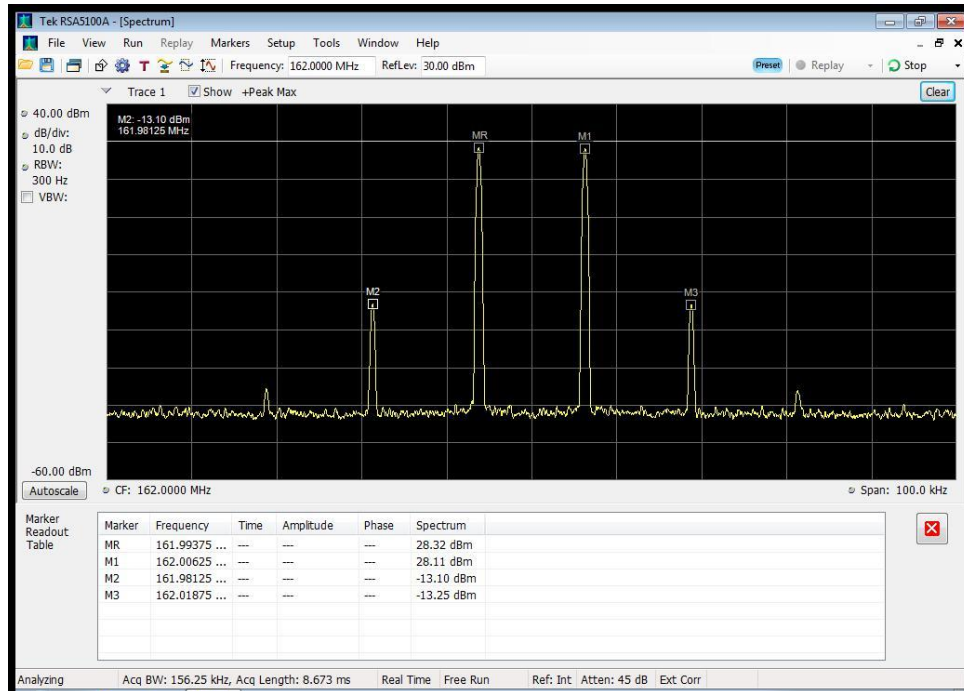 Tek RSA5100A - [Spectrum]
File View Run Replay Markers Setup Tools Window Help
T Frequency: 162.0000 MHz RefLev: 30.00 dBm Preset Replay Stop
Trace 1 Show +Peak Max Clear
40.00 dBm
dB/div:
10.0 dB
RBW:
300 Hz
VBW:
M2: -13.10 dBm
161.98125 MHz
MR M1
M2 M3
-60.00 dBm
Autoscale CF: 162.0000 MHz Span: 100.0 kHz
Marker
Readout
Table
Marker Frequency Time Amplitude Phase Spectrum
MR 161.99375 ... --- --- --- 28.32 dBm
M1 162.00625 ... --- --- --- 28.11 dBm
M2 161.98125 ... --- --- --- -13.10 dBm
M3 162.01875 ... --- --- --- -13.25 dBm
Analyzing Acq BW: 156.25 kHz, Acq Length: 8.673 ms Real Time Free Run Ref: Int Atten: 45 dB Ext Corr